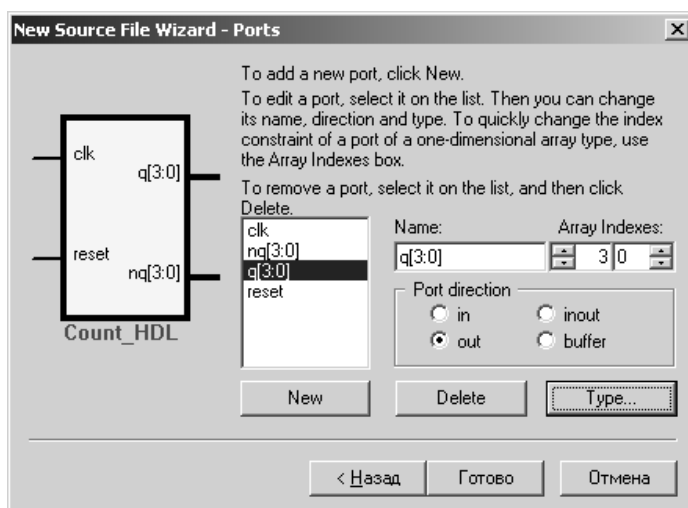 New Source File Wizard - Ports
To add a new port, click New.
To edit a port, select it on the list. Then you can change
its name, direction and type. To quickly change the index
constraint of a port of a one-dimensional array type, use
the Array Indexes box.
To remove a port, select it on the list, and then click
Delete.
clk
q[3:0]
reset
nq[3:0]
Count_HDL
clk
nq[3:0]
q[3:0]
reset
Name:
Array Indexes:
q[3:0]
3
0
Port direction
in
inout
out
buffer
New
Delete
Type...
< Назад
Готово
Отмена